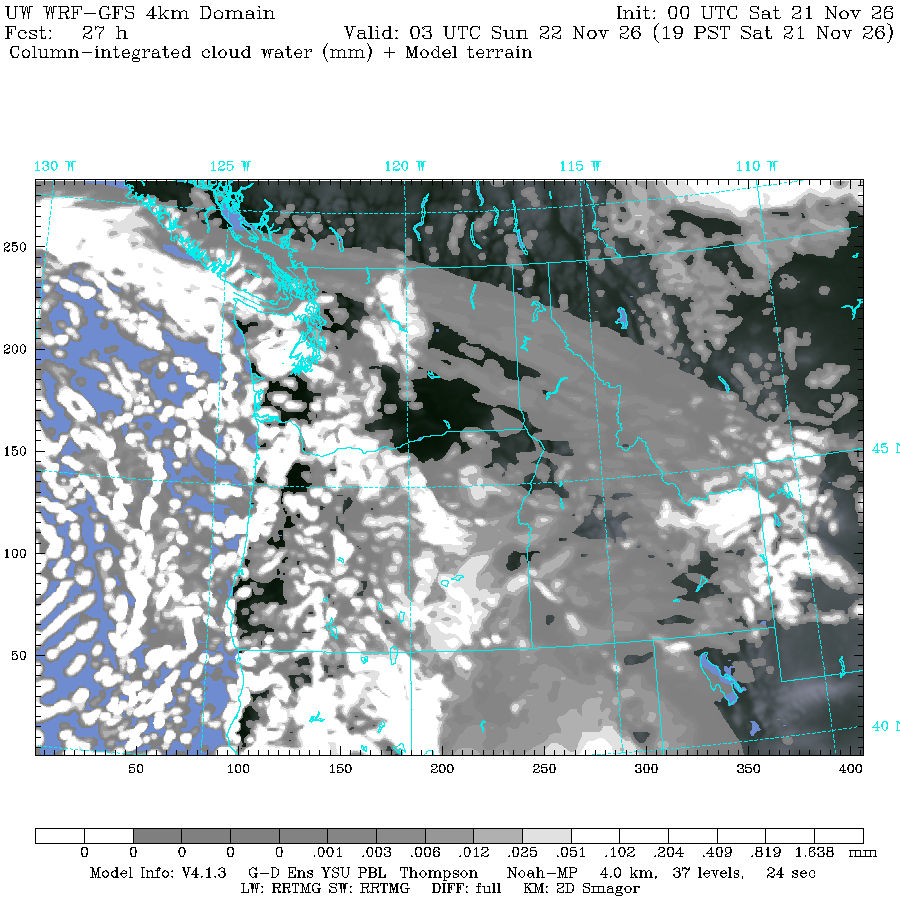 UW WRF-GFS 4km Domain Init: 00 UTC Sat 21 Nov 26
Fcst: 27 h Valid: 03 UTC Sun 22 Nov 26 (19 PST Sat 21 Nov 26)
Column-integrated cloud water (mm) + Model terrain
130 W 125 W 120 W 115 W 110 W
250
200
150
100
50
45 N
40 N
50 100 150 200 250 300 350 400
0 0 0 0 0 .001 .003 .006 .012 .025 .051 .102 .204 .409 .819 1.638 mm
Model Info: V4.1.3 G-D Ens YSU PBL Thompson Noah-MP 4.0 km, 37 levels, 24 sec
LW: RRTMG SW: RRTMG DIFF: full KM: 2D Smagor